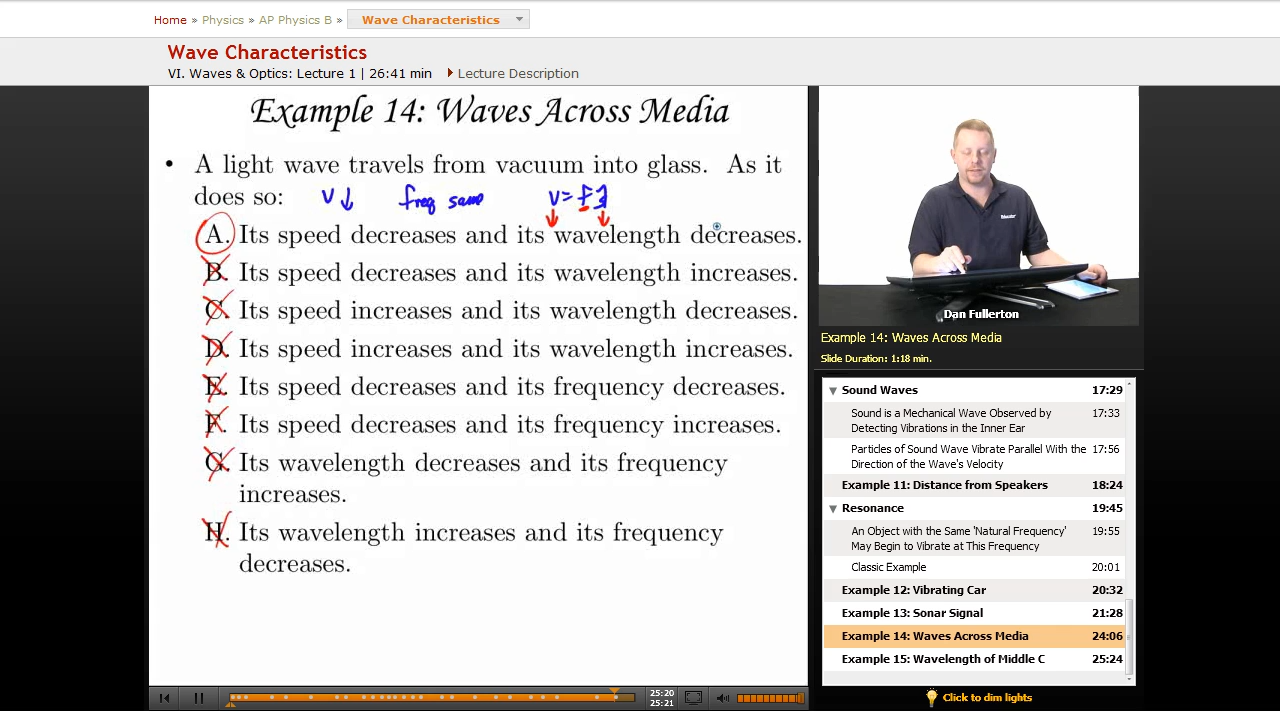 Home » Physics » AP Physics B » Wave Characteristics
Wave Characteristics
VI. Waves & Optics: Lecture 1 | 26:41 min Lecture Description
Example 14: Waves Across Media
• A light wave travels from vacuum into glass. As it
does so: v↓ freq same v=fλ
A. Its speed decreases and its wavelength decreases.
B. Its speed decreases and its wavelength increases.
C. Its speed increases and its wavelength decreases.
D. Its speed increases and its wavelength increases.
E. Its speed decreases and its frequency decreases.
F. Its speed decreases and its frequency increases.
G. Its wavelength decreases and its frequency
increases.
H. Its wavelength increases and its frequency
decreases.
25:20
25:21
Educator
Dan Fullerton
Example 14: Waves Across Media
Slide Duration: 1:18 min.
Sound Waves 17:29
Sound is a Mechanical Wave Observed by 17:33
Detecting Vibrations in the Inner Ear
Particles of Sound Wave Vibrate Parallel With the 17:56
Direction of the Wave's Velocity
Example 11: Distance from Speakers 18:24
Resonance 19:45
An Object with the Same 'Natural Frequency' 19:55
May Begin to Vibrate at This Frequency
Classic Example 20:01
Example 12: Vibrating Car 20:32
Example 13: Sonar Signal 21:28
Example 14: Waves Across Media 24:06
Example 15: Wavelength of Middle C 25:24
Click to dim lights